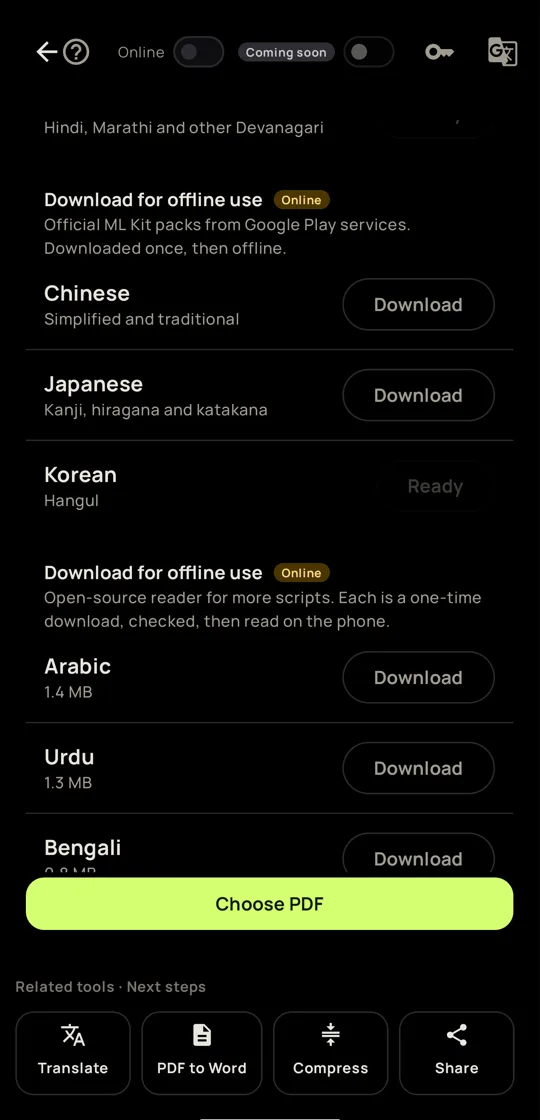 Online
Coming soon
Hindi, Marathi and other Devanagari
Download for offline use Online
Official ML Kit packs from Google Play services.
Downloaded once, then offline.
Chinese
Simplified and traditional
Download
Japanese
Kanji, hiragana and katakana
Download
Korean
Hangul
Ready
Download for offline use Online
Open-source reader for more scripts. Each is a one-time
download, checked, then read on the phone.
Arabic
1.4 MB
Download
Urdu
1.3 MB
Download
Bengali
Download
Choose PDF
Related tools · Next steps
Translate
PDF to Word
Compress
Share